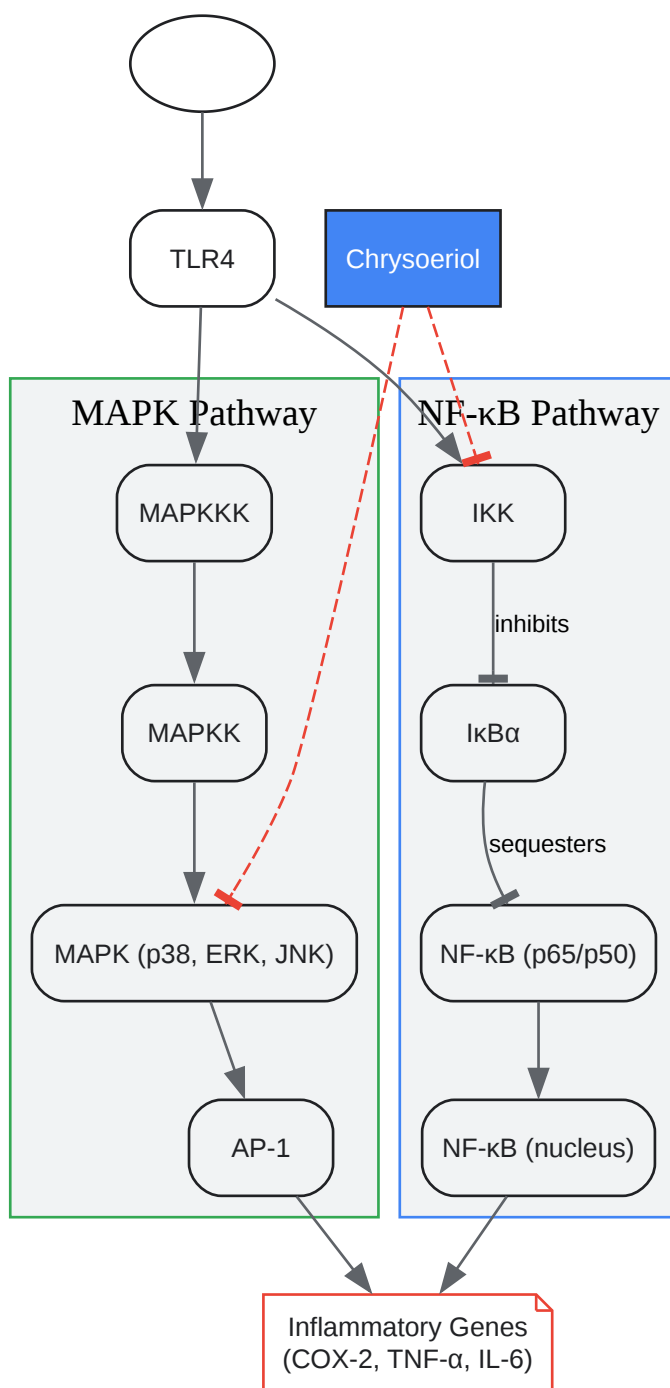 TLR4
Chrysoeriol
MAPK Pathway
NF-κB Pathway
MAPKKK
IKK
inhibits
MAPKK
IκBα
sequesters
MAPK (p38, ERK, JNK)
NF-κB (p65/p50)
AP-1
NF-κB (nucleus)
Inflammatory Genes
(COX-2, TNF-α, IL-6)